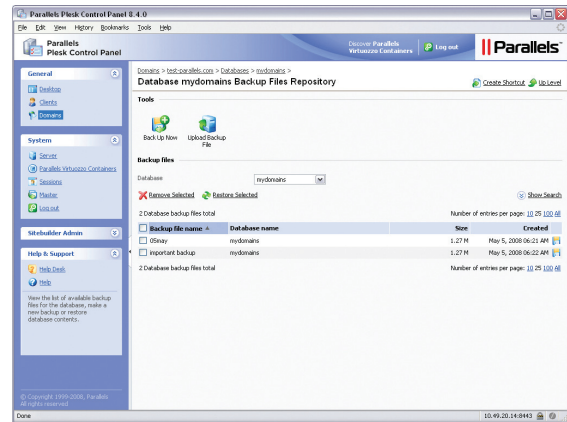 Parallels Plesk Control Panel 8.4.0
File Edit View History Bookmarks Tools Help
Parallels
Plesk Control Panel
Discover Parallels
Virtuozzo Containers
Log out
Parallels™
General
Desktop
Clients
Domains
System
Server
Parallels Virtuozzo Containers
Sessions
Master
Log out
Sitebuilder Admin
Help & Support
Help Desk
Help
View the list of available backup
files for the database, make a
new backup or restore
database contents.
© Copyright 1999-2008, Parallels
All rights reserved
Domains > test-parallels.com > Databases > mydomains >
Database mydomains Backup Files Repository
Create Shortcut Up Level
Tools
Back Up Now
Upload Backup
File
Backup files
Database mydomains
Remove Selected Restore Selected Show Search
2 Database backup files total Number of entries per page: 10 25 100 All
Backup file name Database name Size Created
05may mydomains 1.27 M May 5, 2008 06:21 AM
important backup mydomains 1.27 M May 5, 2008 06:22 AM
2 Database backup files total Number of entries per page: 10 25 100 All
Done 10.49.20.14:8443